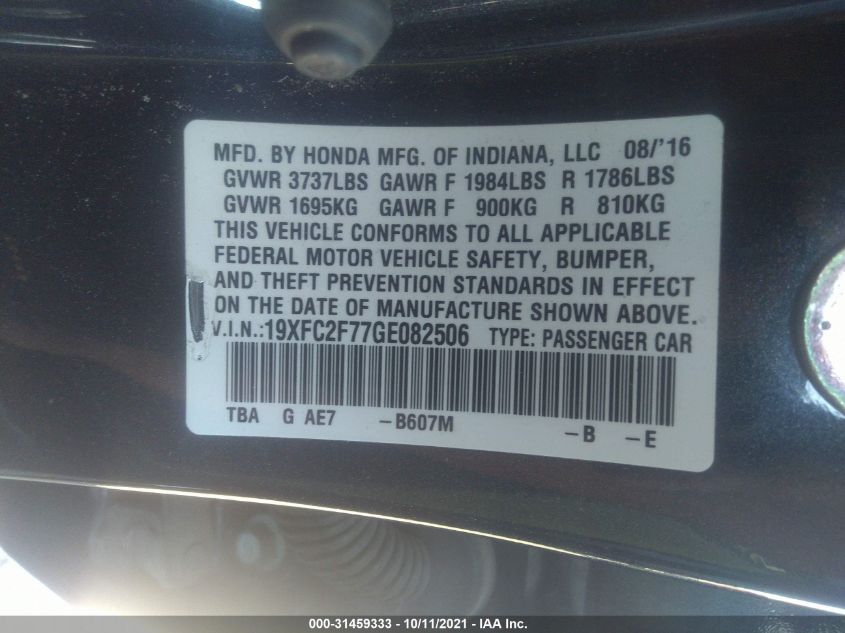 MFD. BY HONDA MFG. OF INDIANA, LLC 08/'16
GVWR 3737LBS GAWR F 1984LBS R 1786LBS
GVWR 1695KG GAWR F 900KG R 810KG
THIS VEHICLE CONFORMS TO ALL APPLICABLE
FEDERAL MOTOR VEHICLE SAFETY, BUMPER,
AND THEFT PREVENTION STANDARDS IN EFFECT
ON THE DATE OF MANUFACTURE SHOWN ABOVE.
V.I.N.:19XFC2F77GE082506 TYPE: PASSENGER CAR
TBA G AE7 -B607M -B -E
000-31459333 - 10/11/2021 - IAA Inc.